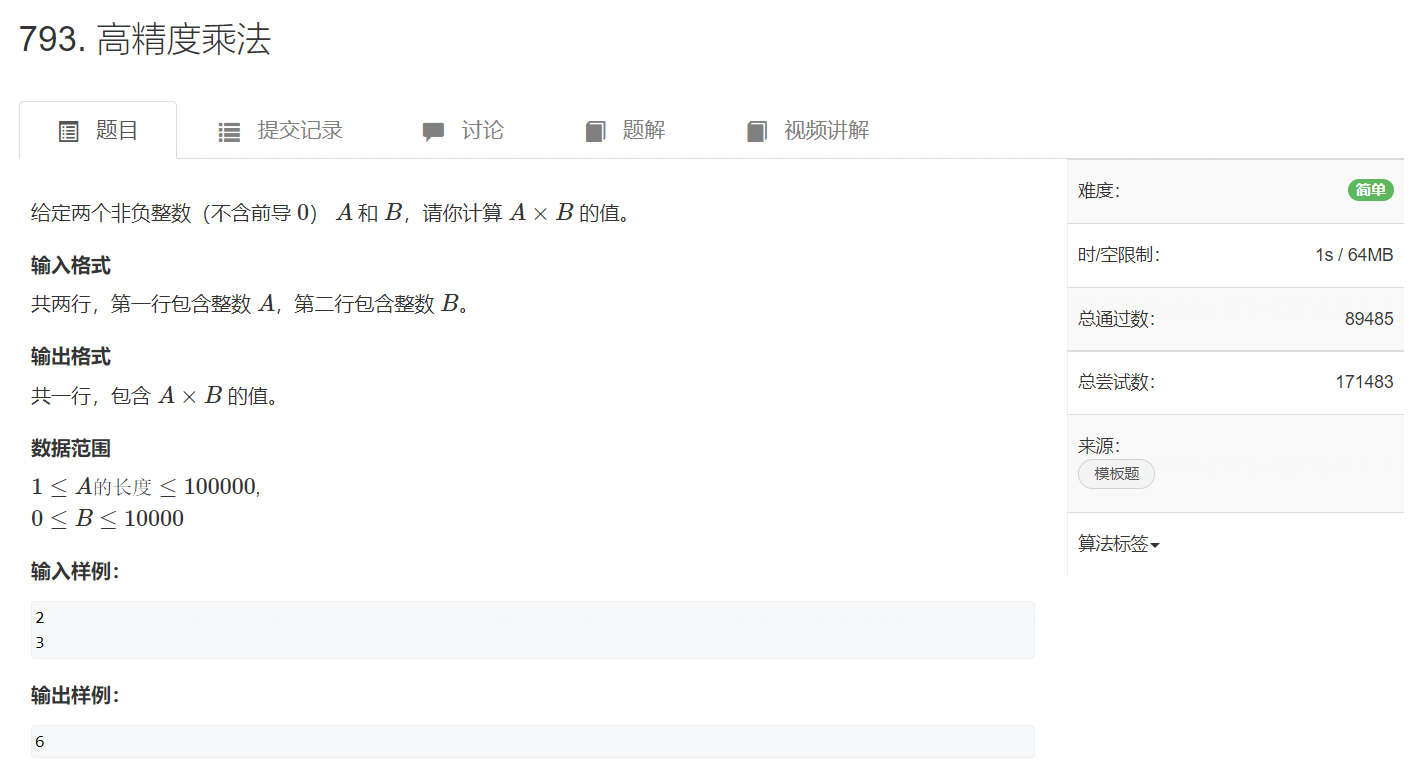 793. 高精度乘法
题目
提交记录
讨论
题解
视频讲解
给定两个非负整数（不含前导 0） A 和 B，请你计算 A × B 的值。
输入格式
共两行，第一行包含整数 A，第二行包含整数 B。
输出格式
共一行，包含 A × B 的值。
数据范围
1 ≤ A的长度 ≤ 100000,
0 ≤ B ≤ 10000
输入样例：
2
3
输出样例：
6
难度： 简单
时/空限制： 1s / 64MB
总通过数： 89485
总尝试数： 171483
来源：
模板题
算法标签